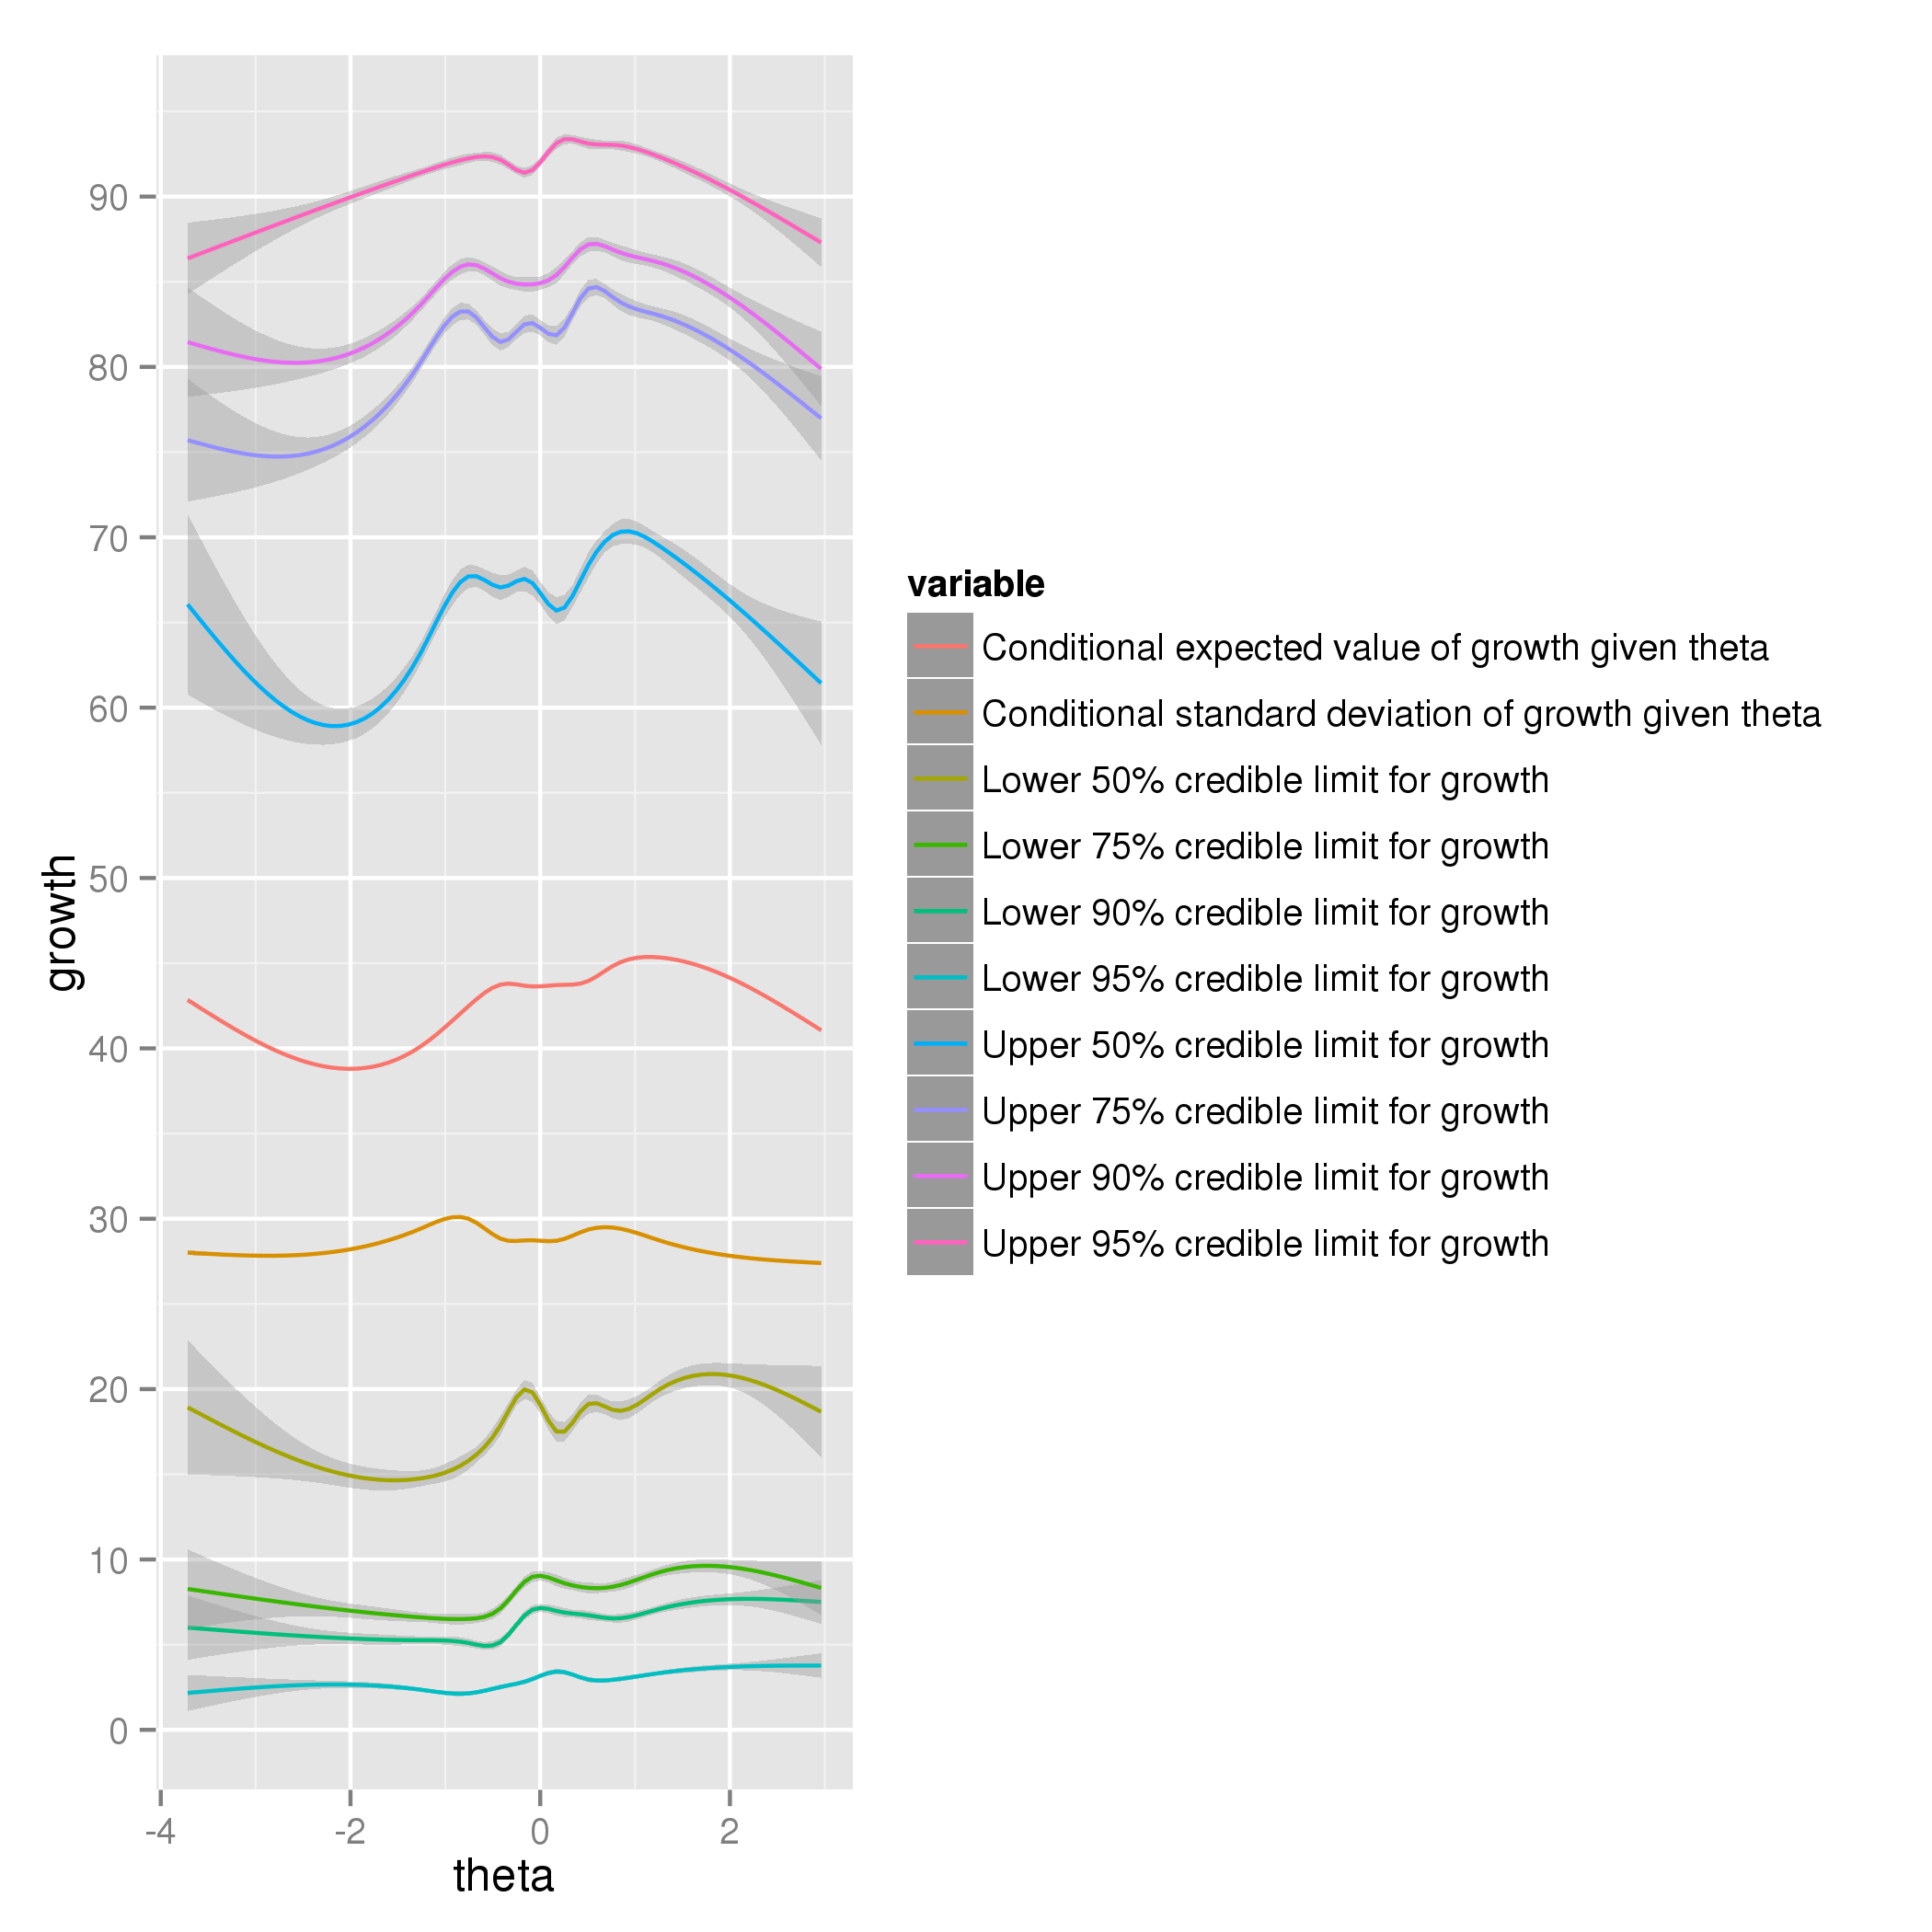 growth
90
80
70
60
50
40
30
20
10
0
-4 -2 0 2
theta
variable
Conditional expected value of growth given theta
Conditional standard deviation of growth given theta
Lower 50% credible limit for growth
Lower 75% credible limit for growth
Lower 90% credible limit for growth
Lower 95% credible limit for growth
Upper 50% credible limit for growth
Upper 75% credible limit for growth
Upper 90% credible limit for growth
Upper 95% credible limit for growth